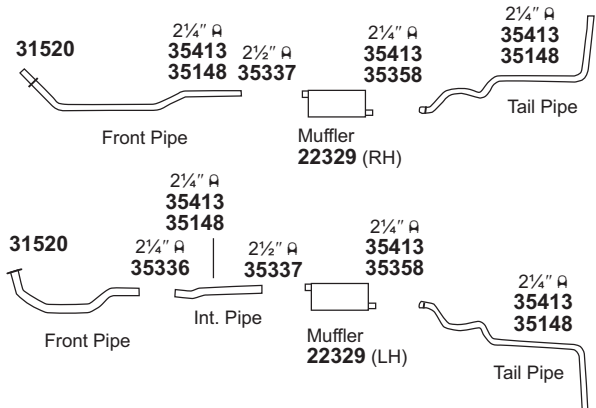 31520
2¼″
35413
35148
2½″
35337
2¼″
35413
35358
2¼″
35413
35148
Front Pipe
Muffler
22329 (RH)
Tail Pipe
31520
2¼″
35336
2¼″
35413
35148
2½″
35337
2¼″
35413
35358
2¼″
35413
35148
Front Pipe
Int. Pipe
Muffler
22329 (LH)
Tail Pipe